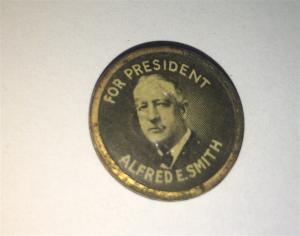 FOR PRESIDENT
ALFRED E. SMITH